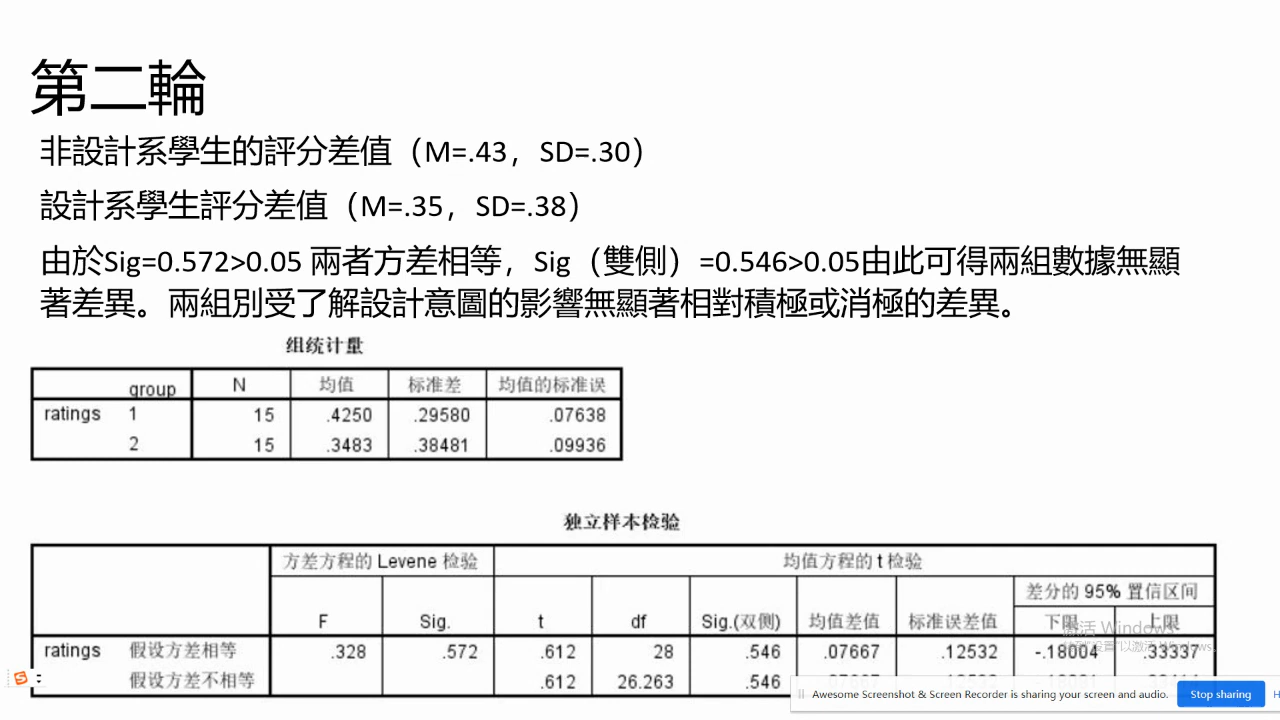 第二輪
非設計系學生的評分差值（M=.43，SD=.30）
設計系學生評分差值（M=.35，SD=.38）
由於Sig=0.572>0.05 兩者方差相等，Sig（雙側）=0.546>0.05由此可得兩組數據無顯
著差異。兩組別受了解設計意圖的影響無顯著相對積極或消極的差異。
组统计量
group N 均值 标准差 均值的标准误
ratings 1 15 .4250 .29580 .07638
2 15 .3483 .38481 .09936
独立样本检验
方差方程的 Levene 检验 均值方程的 t 检验
差分的 95% 置信区间
F Sig. t df Sig.(双侧) 均值差值 标准误差值 下限 上限
激活 Windows
ratings 假设方差相等 .328 .572 .612 28 .546 .07667 .12532 -.18004 .33337
假设方差不相等 .612 26.263 .546
Awesome Screenshot & Screen Recorder is sharing your screen and audio. Stop sharing H